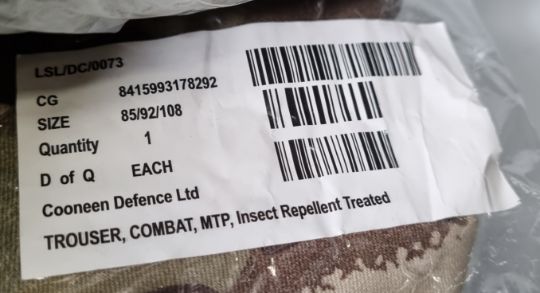 LSL/DC/0073
CG 8415993178292
SIZE 85/92/108
Quantity 1
D of Q EACH
Cooneen Defence Ltd
TROUSER, COMBAT, MTP, Insect Repellent Treated